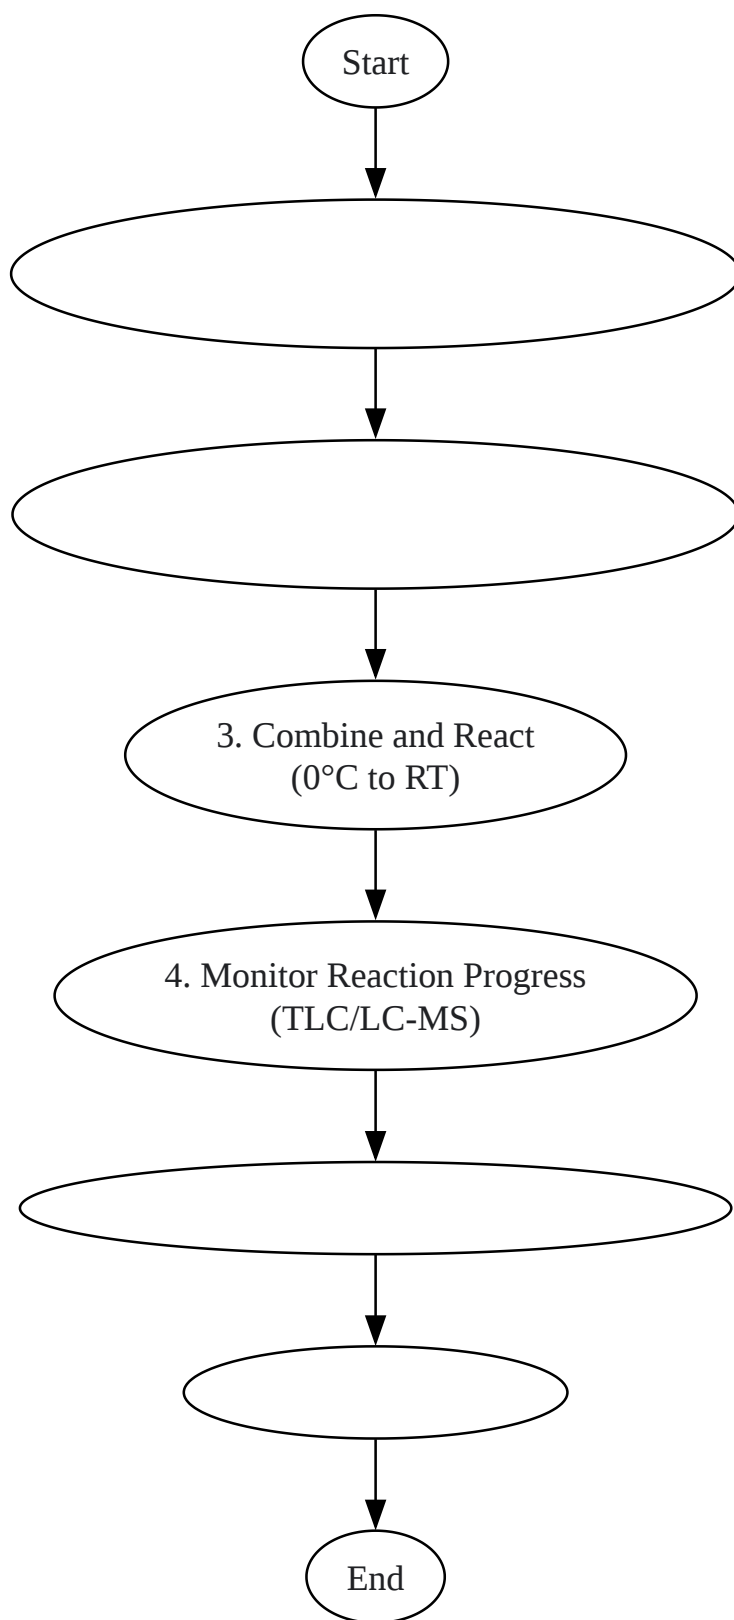 Start
3. Combine and React
(0°C to RT)
4. Monitor Reaction Progress
(TLC/LC-MS)
End